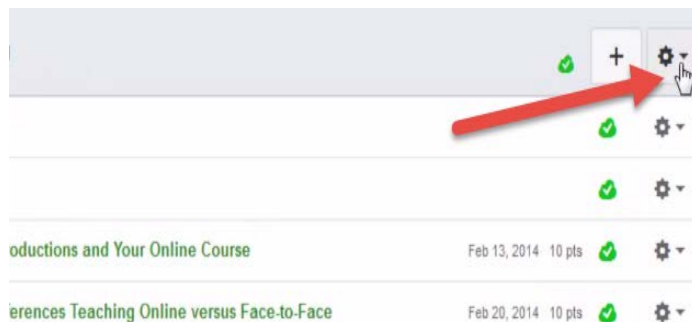 +
oductions and Your Online Course Feb 13, 2014 10 pts
erences Teaching Online versus Face-to-Face Feb 20, 2014 10 pts